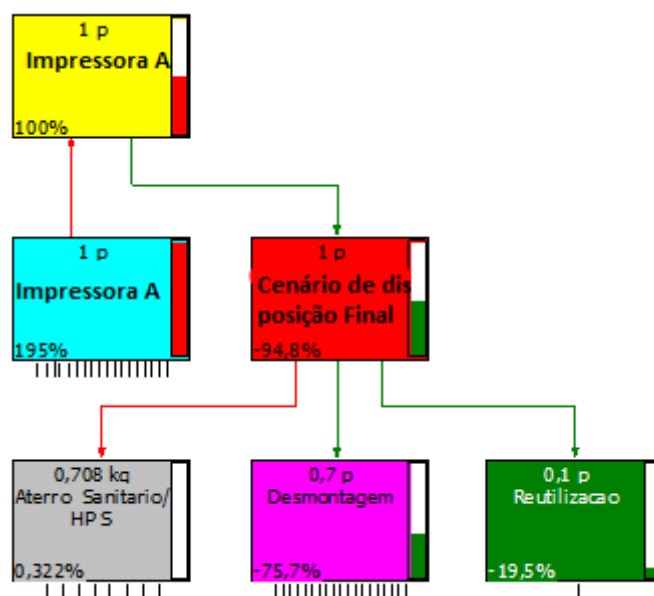 1 p
Impressora A
100%
1 p
Impressora A
195%
1 p
Cenário de dis
posição Final
-94,8%
0,708 kg
Aterro Sanitario/
HPS
0,322%
0,7 p
Desmontagem
-75,7%
0,1 p
Reutilizacao
-19,5%